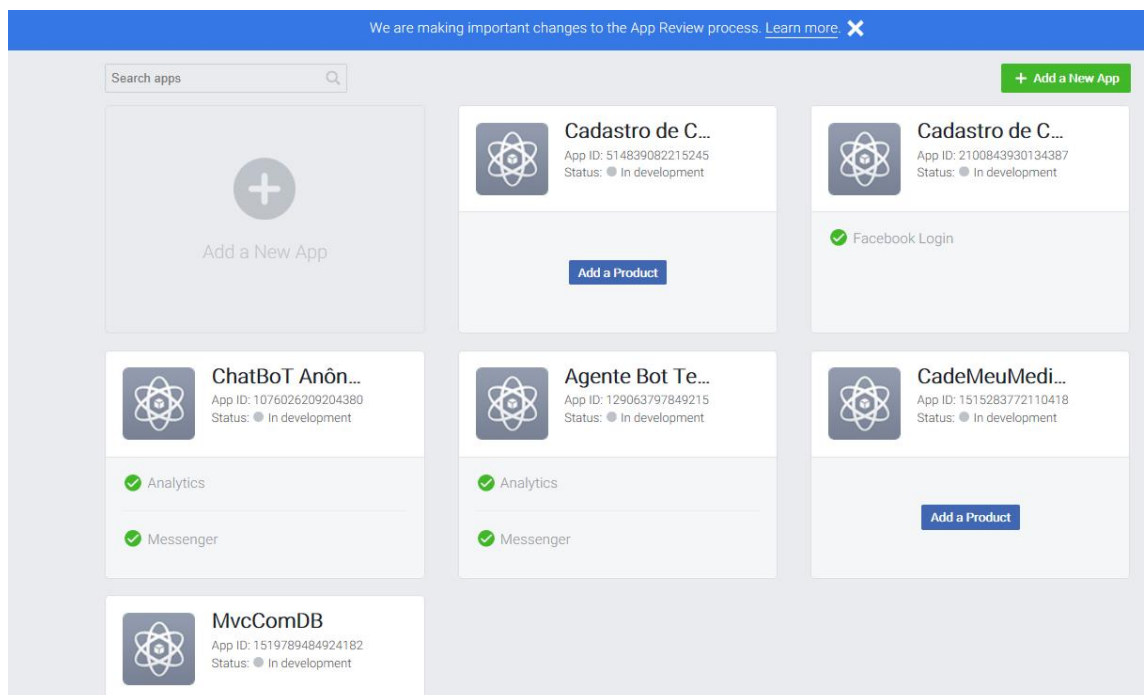 We are making important changes to the App Review process. Learn more.
Search apps
+ Add a New App
Add a New App
Cadastro de C...
App ID: 514839082215245
Status: In development
Add a Product
Cadastro de C...
App ID: 2100843930134387
Status: In development
Facebook Login
ChatBoT Anôn...
App ID: 1076026209204380
Status: In development
Analytics
Messenger
Agente Bot Te...
App ID: 129063797849215
Status: In development
Analytics
Messenger
CadeMeuMedi...
App ID: 1515283772110418
Status: In development
Add a Product
MvcComDB
App ID: 1519789484924182
Status: In development